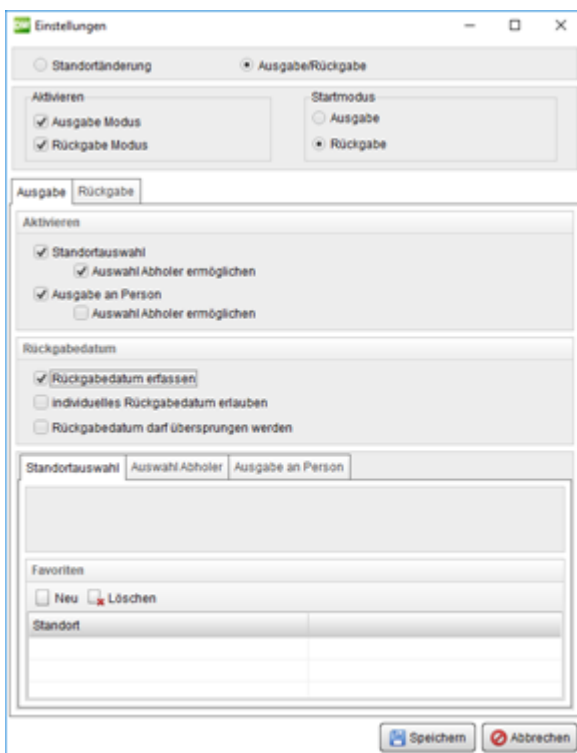 Einstellungen
Standortänderung Ausgabe/Rückgabe
Aktivieren Startmodus
Ausgabe Modus Ausgabe
Rückgabe Modus Rückgabe
Ausgabe Rückgabe
Aktivieren
Standortauswahl
Auswahl Abholer ermöglichen
Ausgabe an Person
Auswahl Abholer ermöglichen
Rückgabedatum
Rückgabedatum erfassen
individuelles Rückgabedatum erlauben
Rückgabedatum darf übersprungen werden
Standortauswahl Auswahl Abholer Ausgabe an Person
Favoriten
Neu Löschen
Standort
Speichern Abbrechen